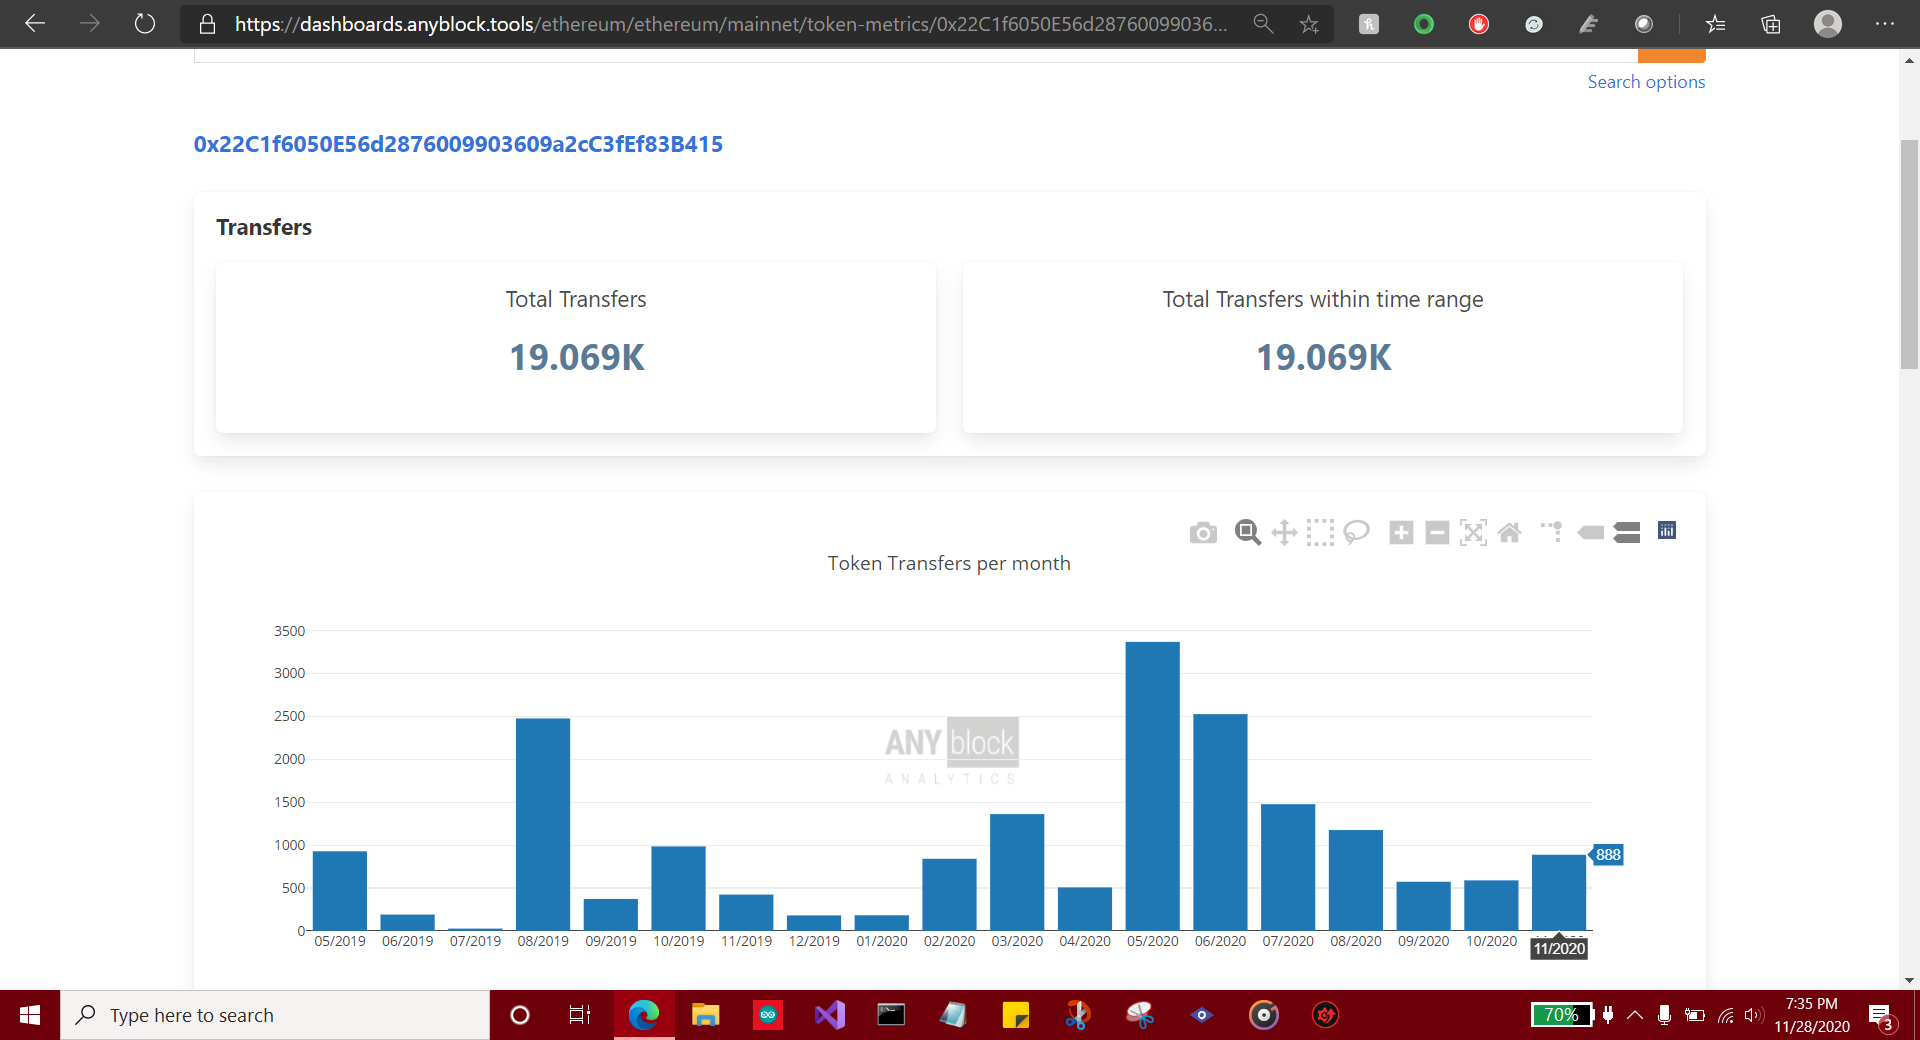 https://dashboards.anyblock.tools/ethereum/ethereum/mainnet/token-metrics/0x22C1f6050E56d28760099036...
Search options
0x22C1f6050E56d2876009903609a2cC3fEf83B415
Transfers
Total Transfers
19.069K
Total Transfers within time range
19.069K
Token Transfers per month
3500
3000
2500
2000
1500
1000
500
0
ANY block
ANALYTICS
888
05/2019 06/2019 07/2019 08/2019 09/2019 10/2019 11/2019 12/2019 01/2020 02/2020 03/2020 04/2020 05/2020 06/2020 07/2020 08/2020 09/2020 10/2020
11/2020
Type here to search
70%
7:35 PM
11/28/2020
3